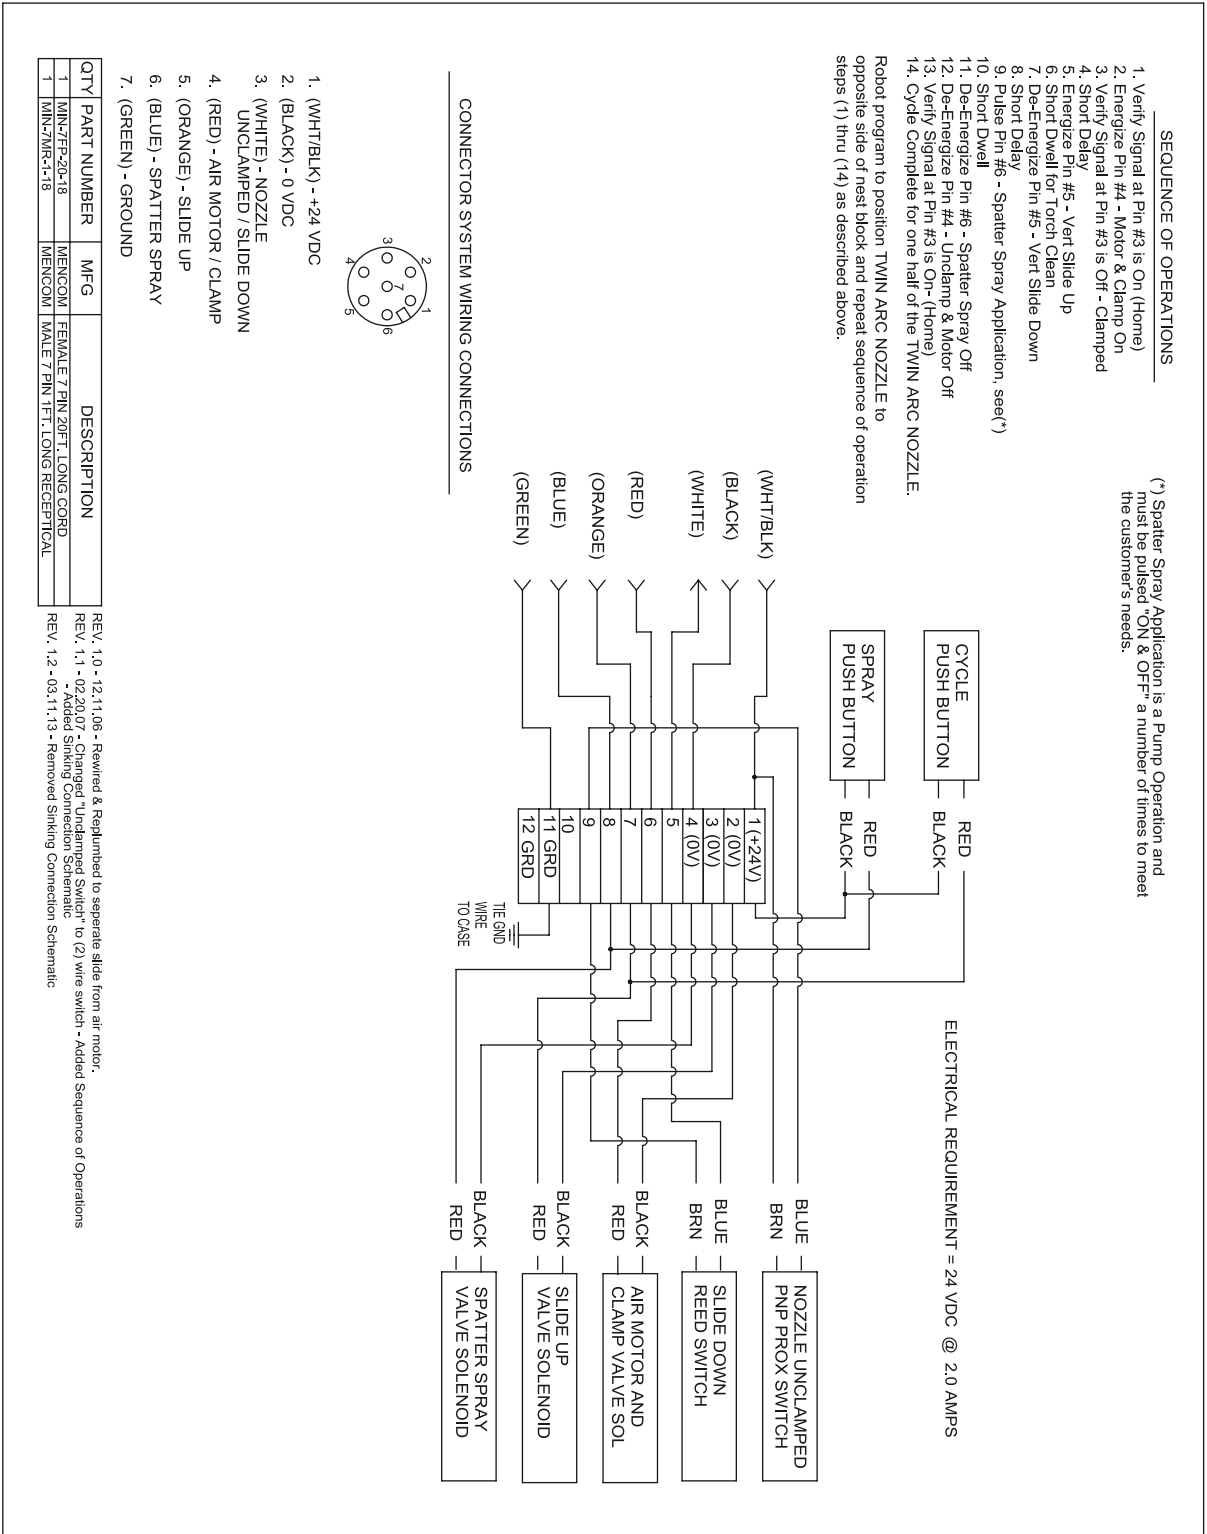 SEQUENCE OF OPERATIONS
1. Verify Signal at Pin #3 is On (Home)
2. Energize Pin #4 - Motor & Clamp On
3. Verify Signal at Pin #3 is Off - Clamped
4. Short Delay
5. Energize Pin #5 - Vert Slide Up
6. Short Dwell for Torch Clean
7. De-Energize Pin #5 - Vert Slide Down
8. Short Delay
9. Pulse Pin #6 - Spatter Spray Application, see(*)
10. Short Dwell
11. De-Energize Pin #6 - Spatter Spray Off
12. De-Energize Pin #4 - Unclamp & Motor Off
13. Verify Signal at Pin #3 is On- (Home)
14. Cycle Complete for one half of the TWIN ARC NOZZLE.
Robot program to position TWIN ARC NOZZLE to
opposite side of nest block and repeat sequence of operation
steps (1) thru (14) as described above.
(*) Spatter Spray Application is a Pump Operation and
must be pulsed "ON & OFF" a number of times to meet
the customer's needs.
ELECTRICAL REQUIREMENT = 24 VDC @ 2.0 AMPS
CYCLE
PUSH BUTTON
RED
BLACK
SPRAY
PUSH BUTTON
RED
BLACK
(WHT/BLK)
(BLACK)
(WHITE)
(RED)
(ORANGE)
(BLUE)
(GREEN)
1 (+24V)
2 (0V)
3 (0V)
4 (0V)
5
6
7
8
9
10
11 GRD
12 GRD
TIE GND
WIRE
TO CASE
BLUE
BRN
NOZZLE UNCLAMPED
PNP PROX SWITCH
BLUE
BRN
SLIDE DOWN
REED SWITCH
BLACK
RED
AIR MOTOR AND
CLAMP VALVE SOL
BLACK
RED
SLIDE UP
VALVE SOLENOID
BLACK
RED
SPATTER SPRAY
VALVE SOLENOID
CONNECTOR SYSTEM WIRING CONNECTIONS
1
2
3
4
5
6
7
1. (WHT/BLK) - +24 VDC
2. (BLACK) - 0 VDC
3. (WHITE) - NOZZLE
UNCLAMPED / SLIDE DOWN
4. (RED) - AIR MOTOR / CLAMP
5. (ORANGE) - SLIDE UP
6. (BLUE) - SPATTER SPRAY
7. (GREEN) - GROUND
QTY PART NUMBER MFG DESCRIPTION
1 MIN-7FP-20-18 MENCOM FEMALE 7 PIN 20FT. LONG CORD
1 MIN-7MR-1-18 MENCOM MALE 7 PIN 1FT. LONG RECEPTICAL
REV. 1.0 - 12.11.06 - Rewired & Replumbed to seperate slide from air motor.
REV. 1.1 - 02.20.07 - Changed "Unclamped Switch" to (2) wire switch - Added Sequence of Operations
- Added Sinking Connection Schematic
REV. 1.2 - 03.11.13 - Removed Sinking Connection Schematic